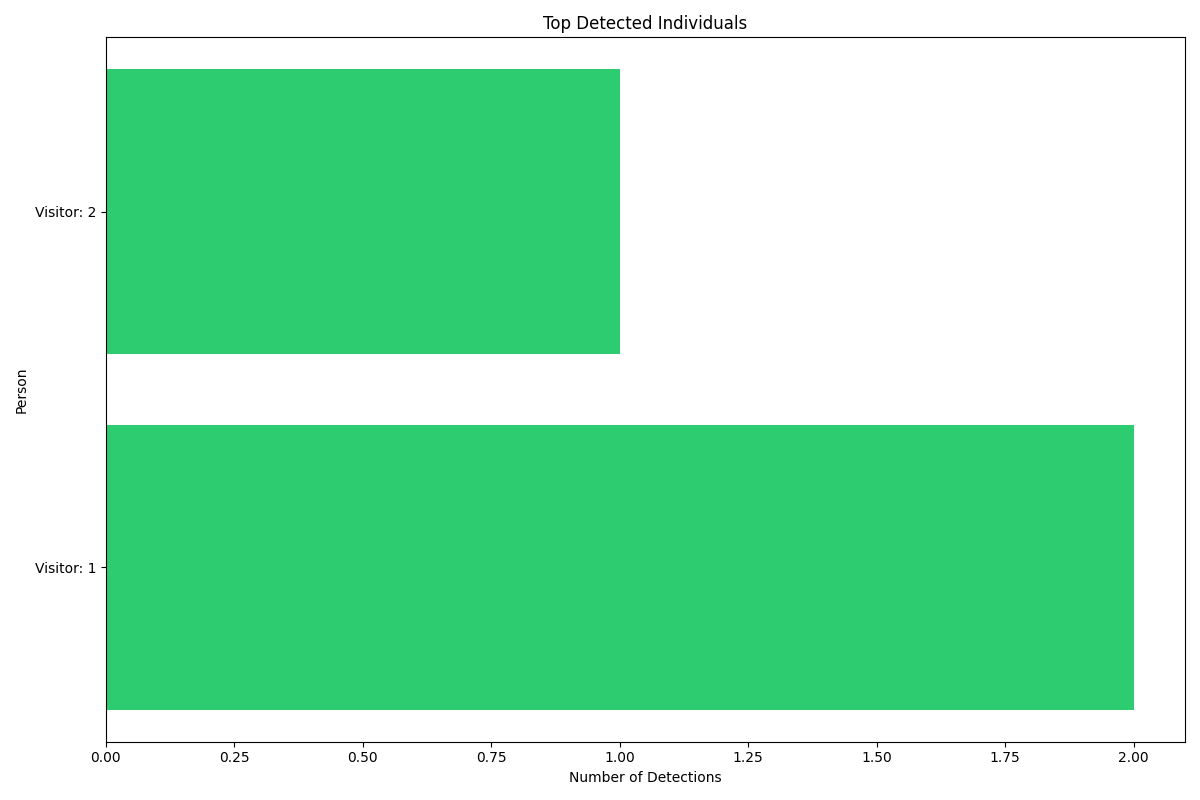 Top Detected Individuals
Person
Visitor: 2
Visitor: 1
0.00 0.25 0.50 0.75 1.00 1.25 1.50 1.75 2.00
Number of Detections